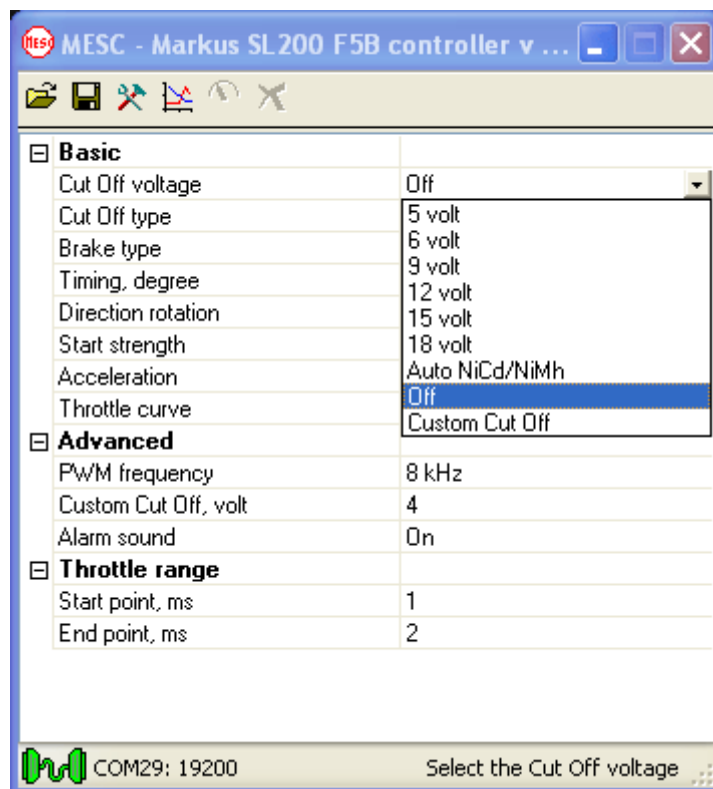 MESC MESC - Markus SL200 F5B controller v ...
Basic
Cut Off voltage Off
Cut Off type 5 volt
6 volt
Brake type 9 volt
Timing, degree 12 volt
Direction rotation 15 volt
Start strength 18 volt
Acceleration Auto NiCd/NiMh
Throttle curve Off
Custom Cut Off
Advanced
PWM frequency 8 kHz
Custom Cut Off, volt 4
Alarm sound On
Throttle range
Start point, ms 1
End point, ms 2
COM29: 19200 Select the Cut Off voltage